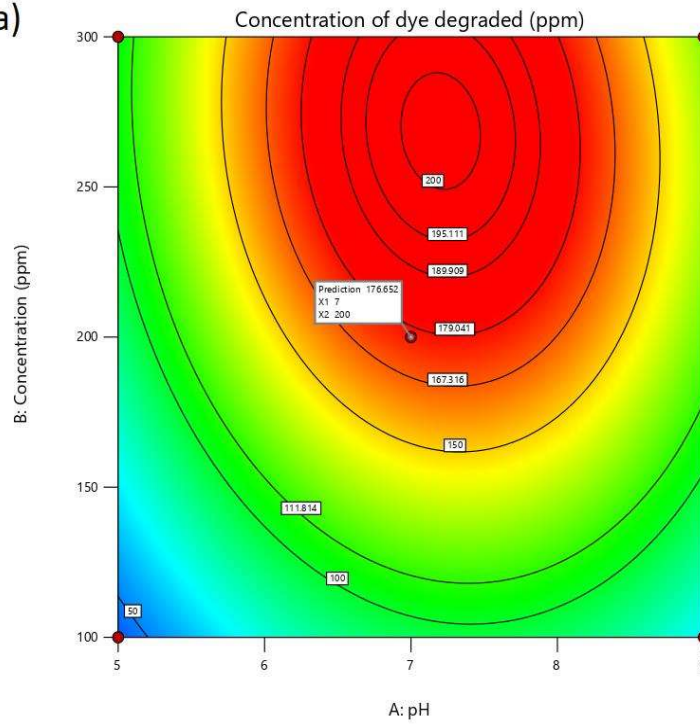 a)
Concentration of dye degraded (ppm)
300
250
200
150
100
B: Concentration (ppm)
200
195.111
189.909
Prediction 176.652
X1 7
X2 200
179.041
167.316
150
111.814
100
50
5
6
7
8
A: pH